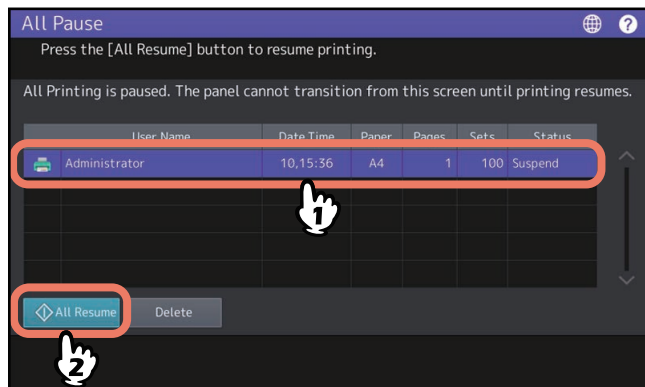 All Pause
?
Press the [All Resume] button to resume printing.
All Printing is paused. The panel cannot transition from this screen until printing resumes.
User Name Date Time Paper Pages Sets Status
Administrator 10,15:36 A4 1 100 Suspend
1
All Resume Delete
2